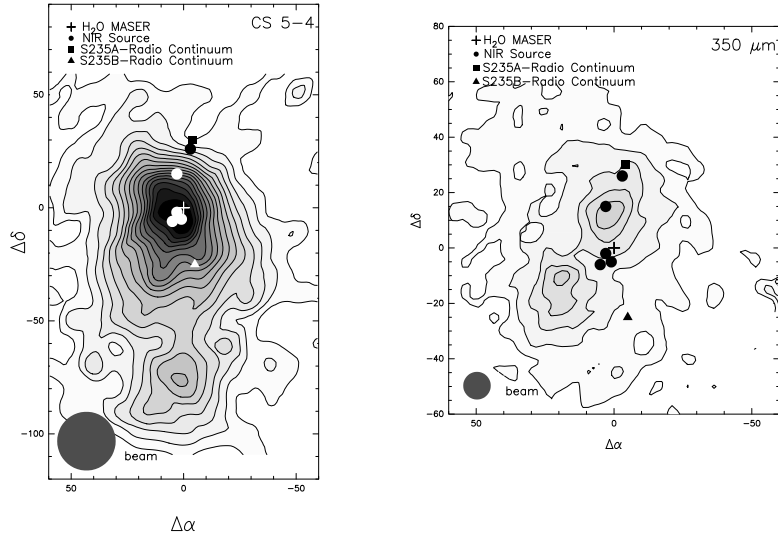 CS 5-4
H₂O MASER
NIR Source
S235A-Radio Continuum
S235B-Radio Continuum
50
0
-50
-100
Δδ
beam
50
0
-50
Δα
350 μm
H₂O MASER
NIR Source
S235A-Radio Continuum
S235B-Radio Continuum
80
60
40
20
0
-20
-40
-60
Δδ
beam
50
0
-50
Δα